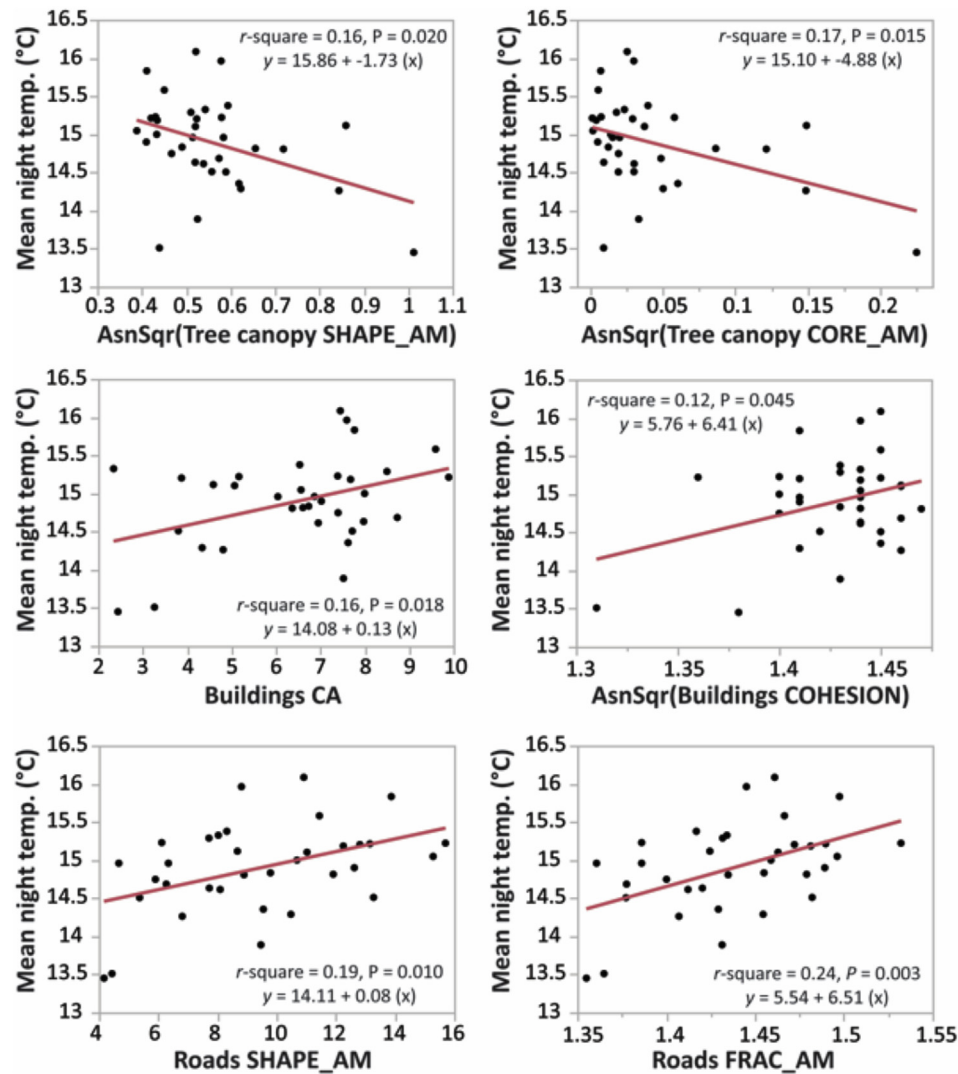 Mean night temp. (°C)
16.5
16
15.5
15
14.5
14
13.5
13
r-square = 0.16, P = 0.020
y = 15.86 + -1.73 (x)
0.3 0.4 0.5 0.6 0.7 0.8 0.9 1 1.1
AsnSqr(Tree canopy SHAPE_AM)
Mean night temp. (°C)
16.5
16
15.5
15
14.5
14
13.5
13
r-square = 0.17, P = 0.015
y = 15.10 + -4.88 (x)
0 0.05 0.1 0.15 0.2
AsnSqr(Tree canopy CORE_AM)
Mean night temp. (°C)
16.5
16
15.5
15
14.5
14
13.5
13
r-square = 0.16, P = 0.018
y = 14.08 + 0.13 (x)
2 3 4 5 6 7 8 9 10
Buildings CA
Mean night temp. (°C)
16.5
16
15.5
15
14.5
14
13.5
13
r-square = 0.12, P = 0.045
y = 5.76 + 6.41 (x)
1.3 1.35 1.4 1.45
AsnSqr(Buildings COHESION)
Mean night temp. (°C)
16.5
16
15.5
15
14.5
14
13.5
13
r-square = 0.19, P = 0.010
y = 14.11 + 0.08 (x)
4 6 8 10 12 14 16
Roads SHAPE_AM
Mean night temp. (°C)
16.5
16
15.5
15
14.5
14
13.5
13
r-square = 0.24, P = 0.003
y = 5.54 + 6.51 (x)
1.35 1.4 1.45 1.5 1.55
Roads FRAC_AM